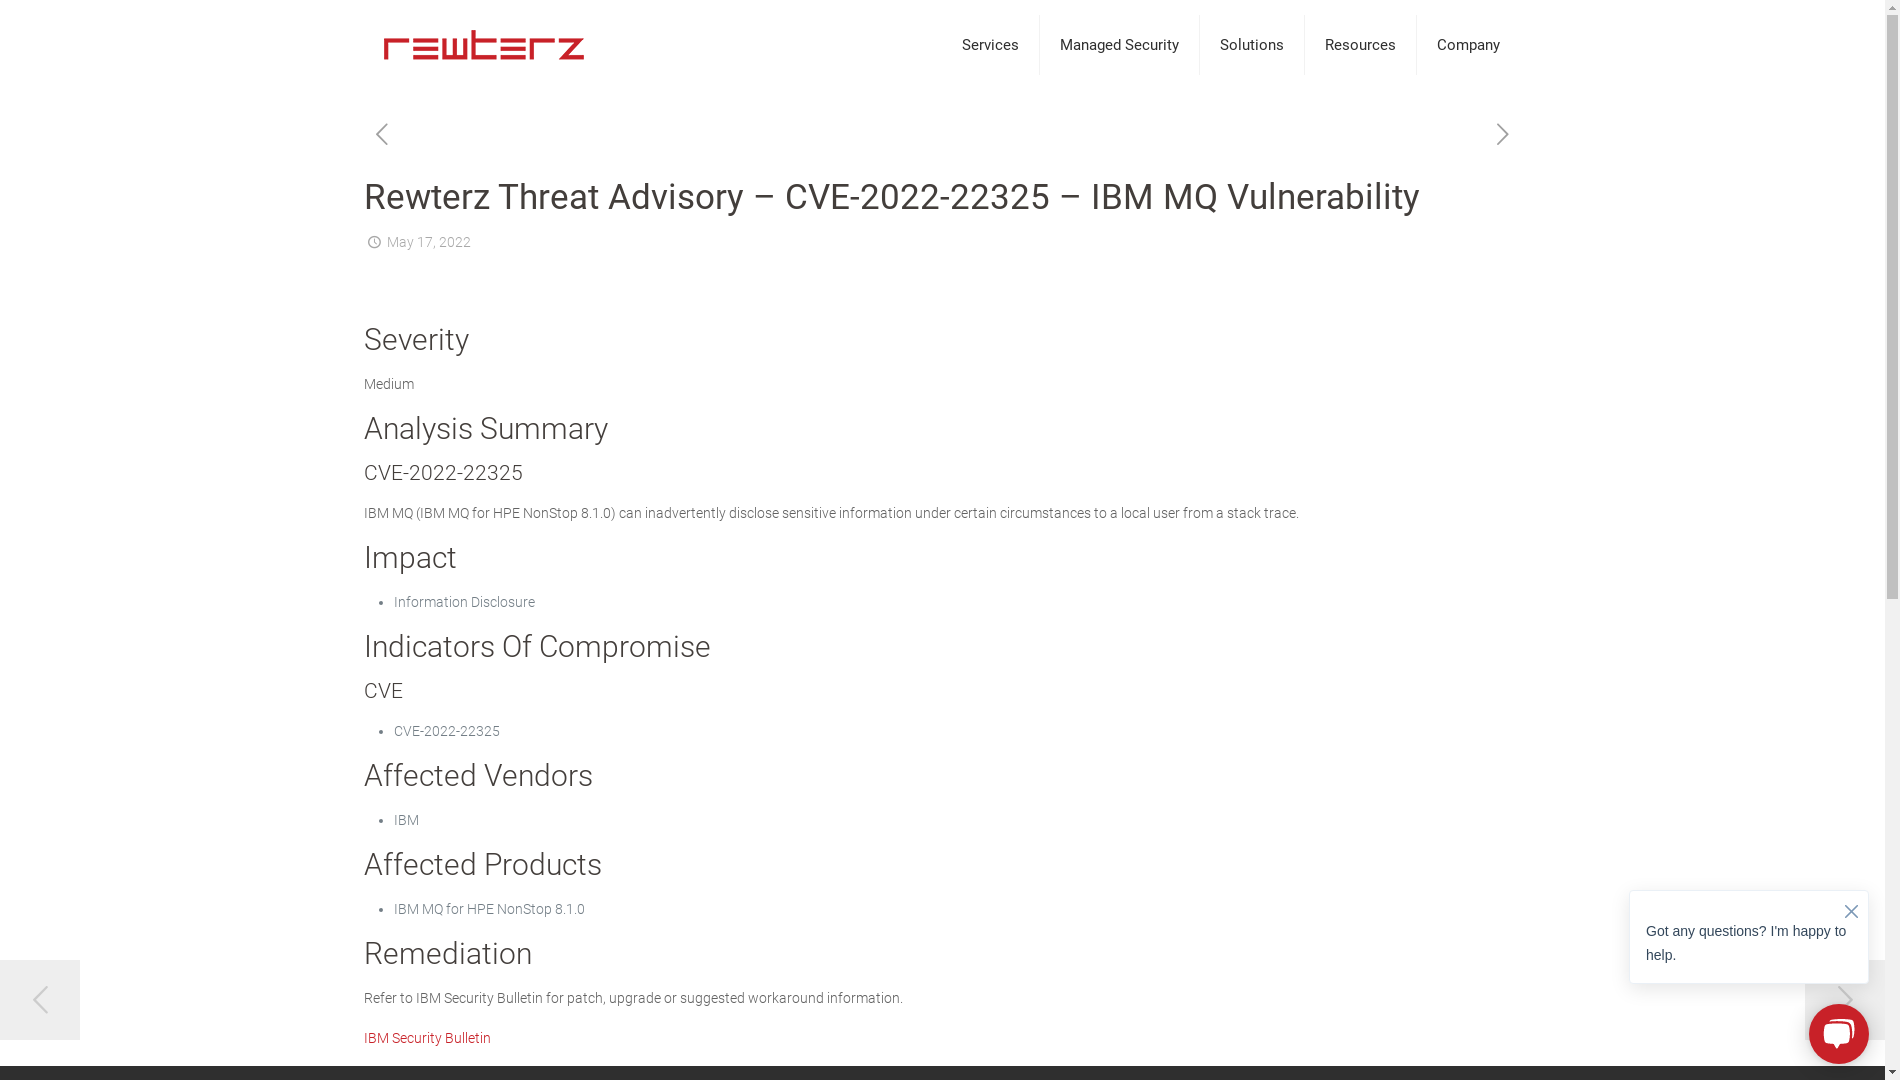 rewterz
Services
Managed Security
Solutions
Resources
Company
Rewterz Threat Advisory – CVE-2022-22325 – IBM MQ Vulnerability
May 17, 2022
Severity
Medium
Analysis Summary
CVE-2022-22325
IBM MQ (IBM MQ for HPE NonStop 8.1.0) can inadvertently disclose sensitive information under certain circumstances to a local user from a stack trace.
Impact
• Information Disclosure
Indicators Of Compromise
CVE
• CVE-2022-22325
Affected Vendors
• IBM
Affected Products
• IBM MQ for HPE NonStop 8.1.0
Remediation
Refer to IBM Security Bulletin for patch, upgrade or suggested workaround information.
IBM Security Bulletin
Got any questions? I'm happy to
help.